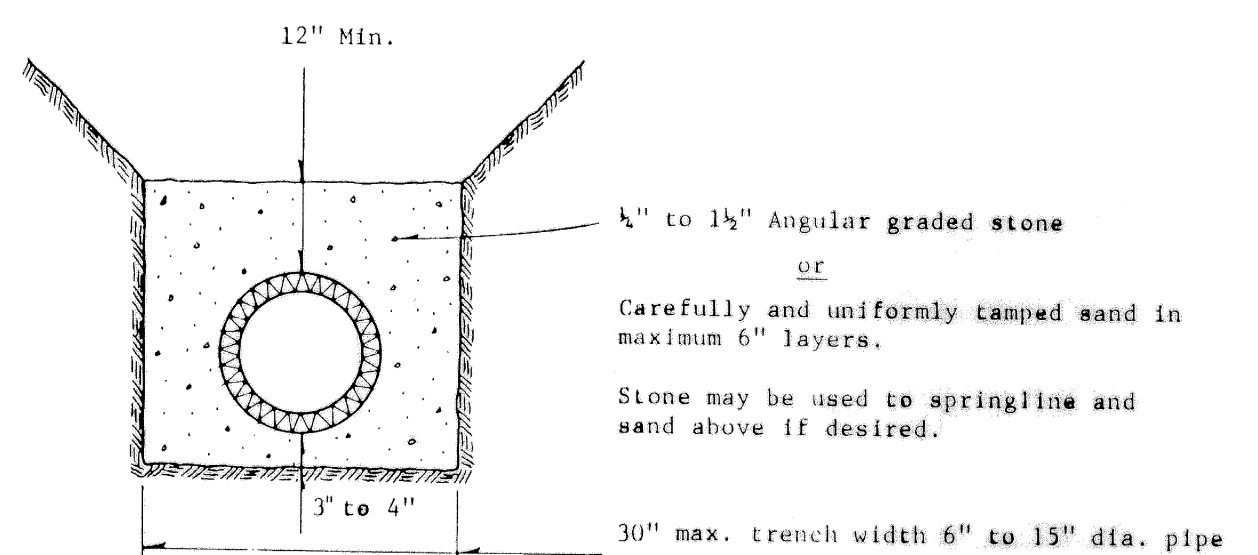 12" Min.
¼" to 1½" Angular graded stone
or
Carefully and uniformly tamped sand in
maximum 6" layers.
Stone may be used to springline and
sand above if desired.
3" to 4"
30" max. trench width 6" to 15" dia. pipe